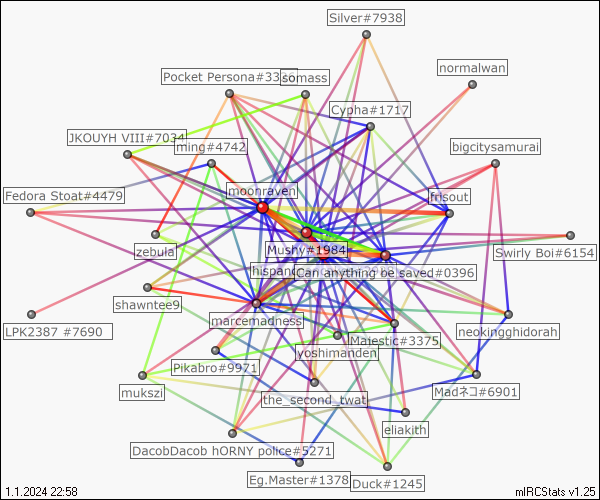 Silver#7938
normalwan
Pocket Persona#33
somass
Cypha#1717
JKOUYH VIII#7034
ming#4742
bigcitysamurai
moonraven
Fedora Stoat#4479
frisout
Mushy#1984
zebula
Swirly Boi#6154
hispan
Can anything be saved#0396
shawntee9
marcemadness
LPK2387 #7690
neokingghidorah
Majestic#3375
yoshimanden
Pikabro#9971
mukszi
the_second_twat
Madネコ#6901
eliakith
DacobDacob hORNY police#5271
Eg.Master#1378
Duck#1245
1.1.2024 22:58
mIRCStats v1.25